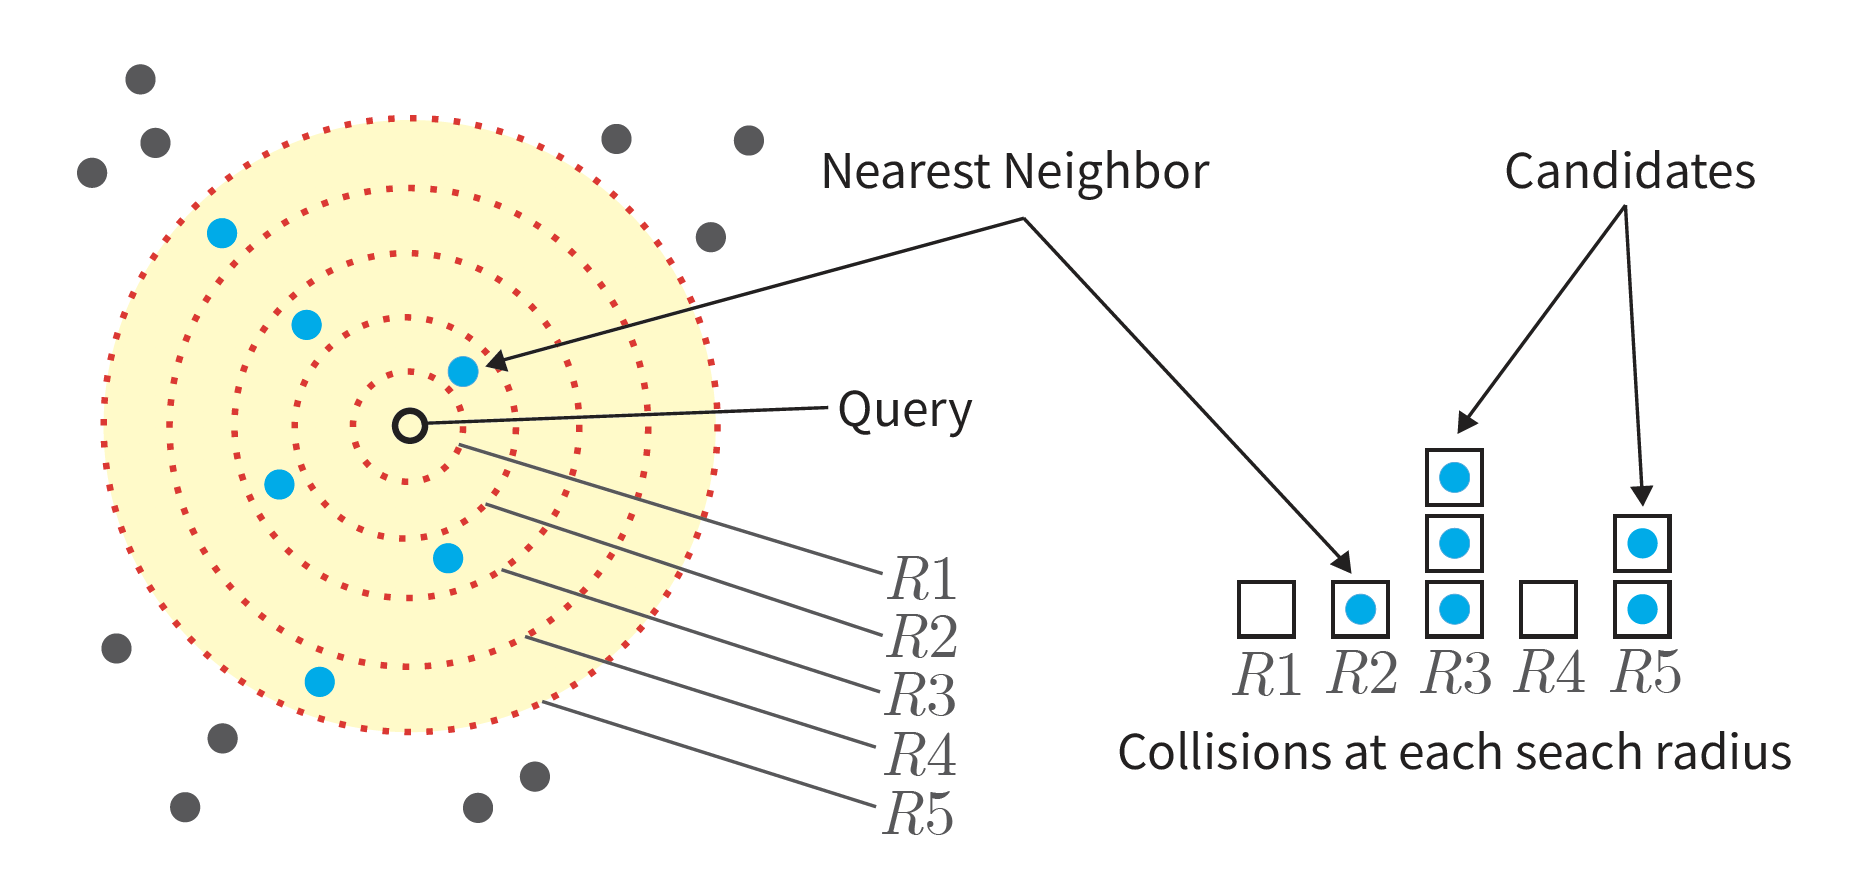 Nearest Neighbor
Candidates
Query
R1
R2
R3
R4
R5
R1 R2 R3 R4 R5
Collisions at each seach radius